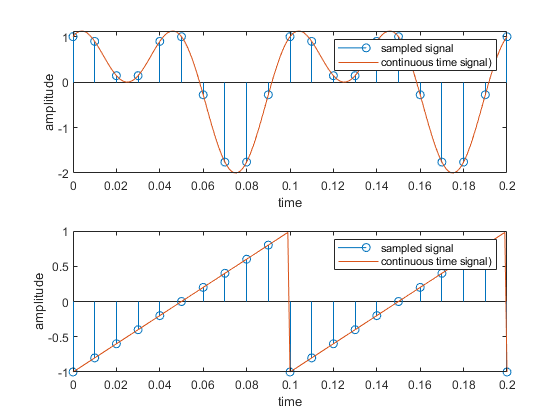 1
0
-1
-2
amplitude
sampled signal
continuous time signal)
0 0.02 0.04 0.06 0.08 0.1 0.12 0.14 0.16 0.18 0.2
time
1
0.5
0
-0.5
-1
amplitude
sampled signal
continuous time signal)
0 0.02 0.04 0.06 0.08 0.1 0.12 0.14 0.16 0.18 0.2
time